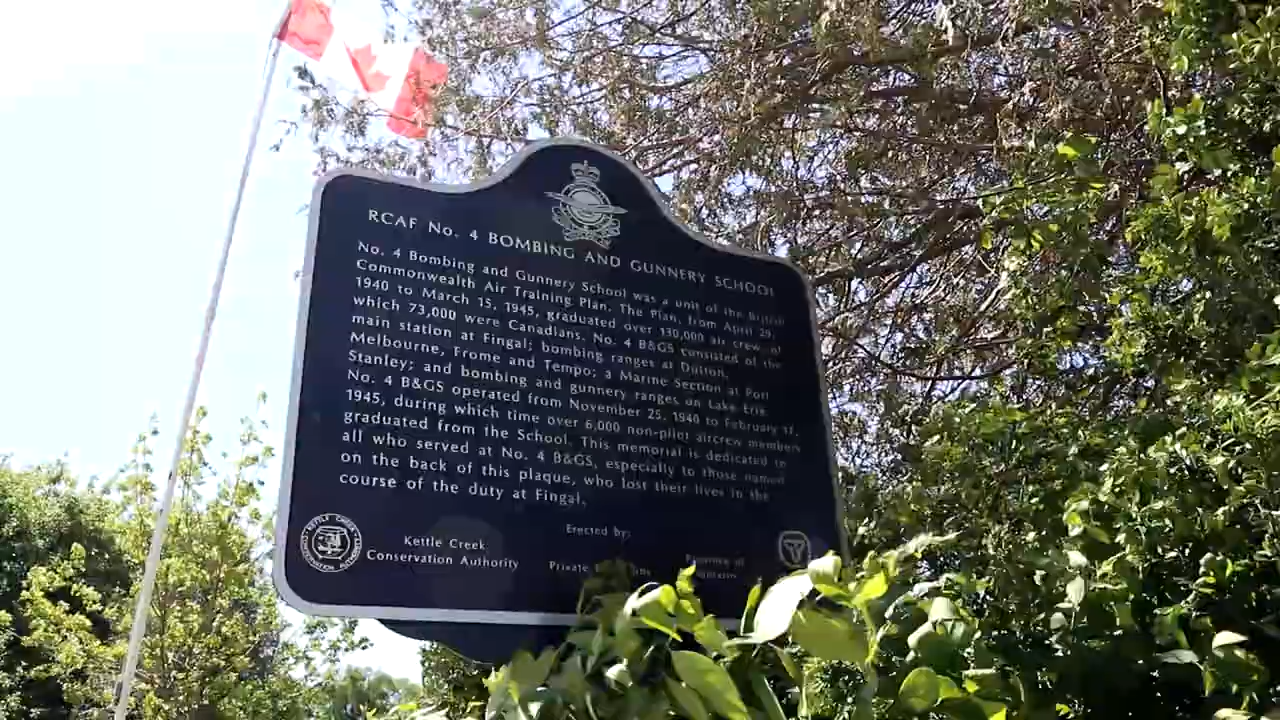 RCAF No. 4 BOMBING AND GUNNERY SCHOOL
No. 4 Bombing and Gunnery School was a unit of the British
Commonwealth Air Training Plan. The Plan, from April 29,
1940 to March 15, 1945, graduated over 130,000 air crew of
which 73,000 were Canadians. No. 4 B&GS consisted of the
main station at Fingal; bombing ranges at Dutton,
Melbourne, Frome and Tempo; a Marine Section at Port
Stanley; and bombing and gunnery ranges on Lake Erie.
No. 4 B&GS operated from November 25, 1940 to February 17,
1945, during which time over 6,000 non-pilot aircrew members
graduated from the School. This memorial is dedicated to
all who served at No. 4 B&GS, especially to those named
on the back of this plaque, who lost their lives in the
course of the duty at Fingal.
Erected by:
KETTLE CREEK CONSERVATION AUTHORITY
Kettle Creek
Conservation Authority
Private
Province of